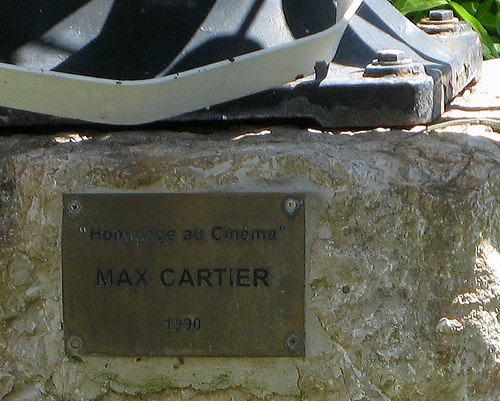 "Hommage au Cinéma"
MAX CARTIER
1990